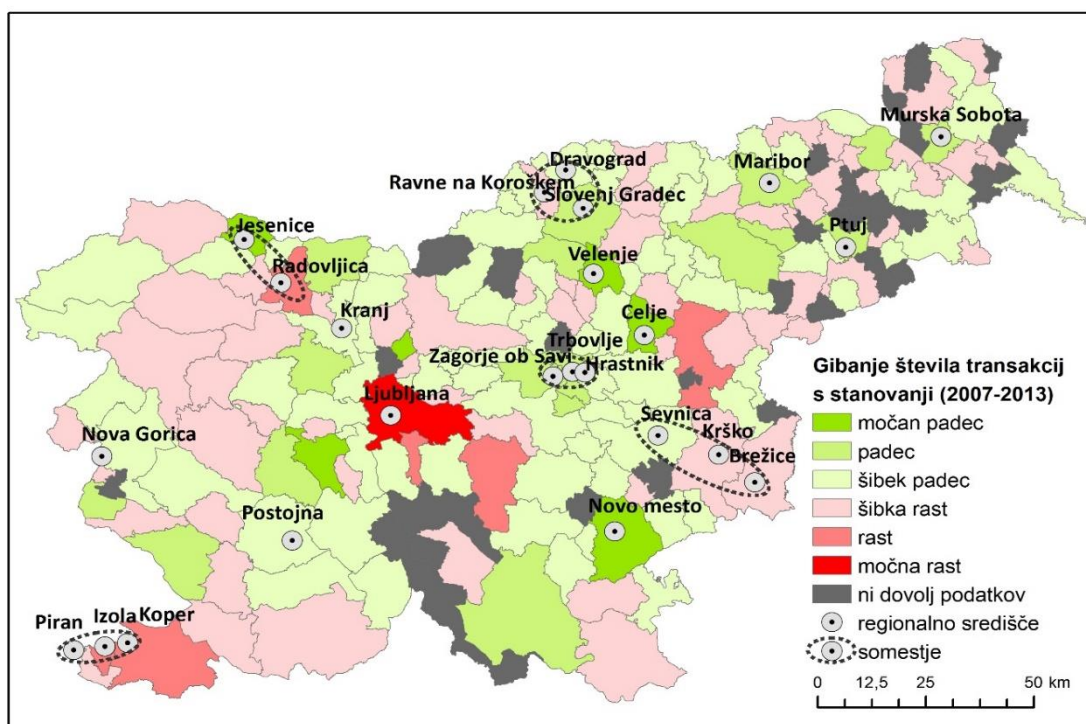 Murska Sobota
Dravograd
Maribor
Ravne na Koroškem
Slovenj Gradec
Jesenice
Ptuj
Velenje
Radovljica
Kranj
Celje
Trbovlje
Zagorje ob Savi
Hrastnik
Ljubljana
Sevnica
Nova Gorica
Krško
Brežice
Postojna
Novo mesto
Piran
Izola
Koper
Gibanje števila transakcij
s stanovanji (2007-2013)
močan padec
padec
šibek padec
šibka rast
rast
močna rast
ni dovolj podatkov
regionalno središče
somestje
0 12,5 25 50 km